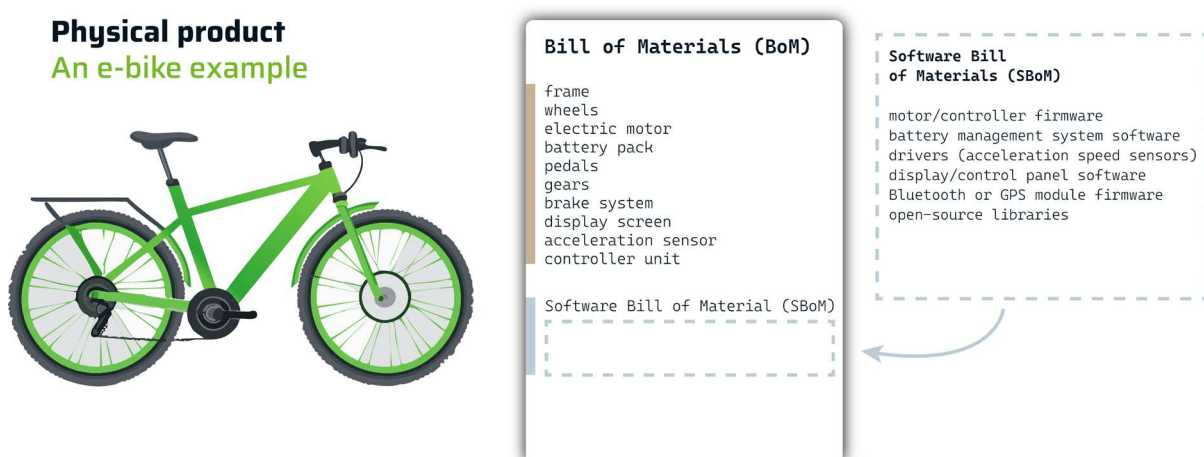 Physical product
An e-bike example
Bill of Materials (BoM)
frame
wheels
electric motor
battery pack
pedals
gears
brake system
display screen
acceleration sensor
controller unit
Software Bill of Material (SBoM)
Software Bill
of Materials (SBoM)
motor/controller firmware
battery management system software
drivers (acceleration speed sensors)
display/control panel software
Bluetooth or GPS module firmware
open-source libraries